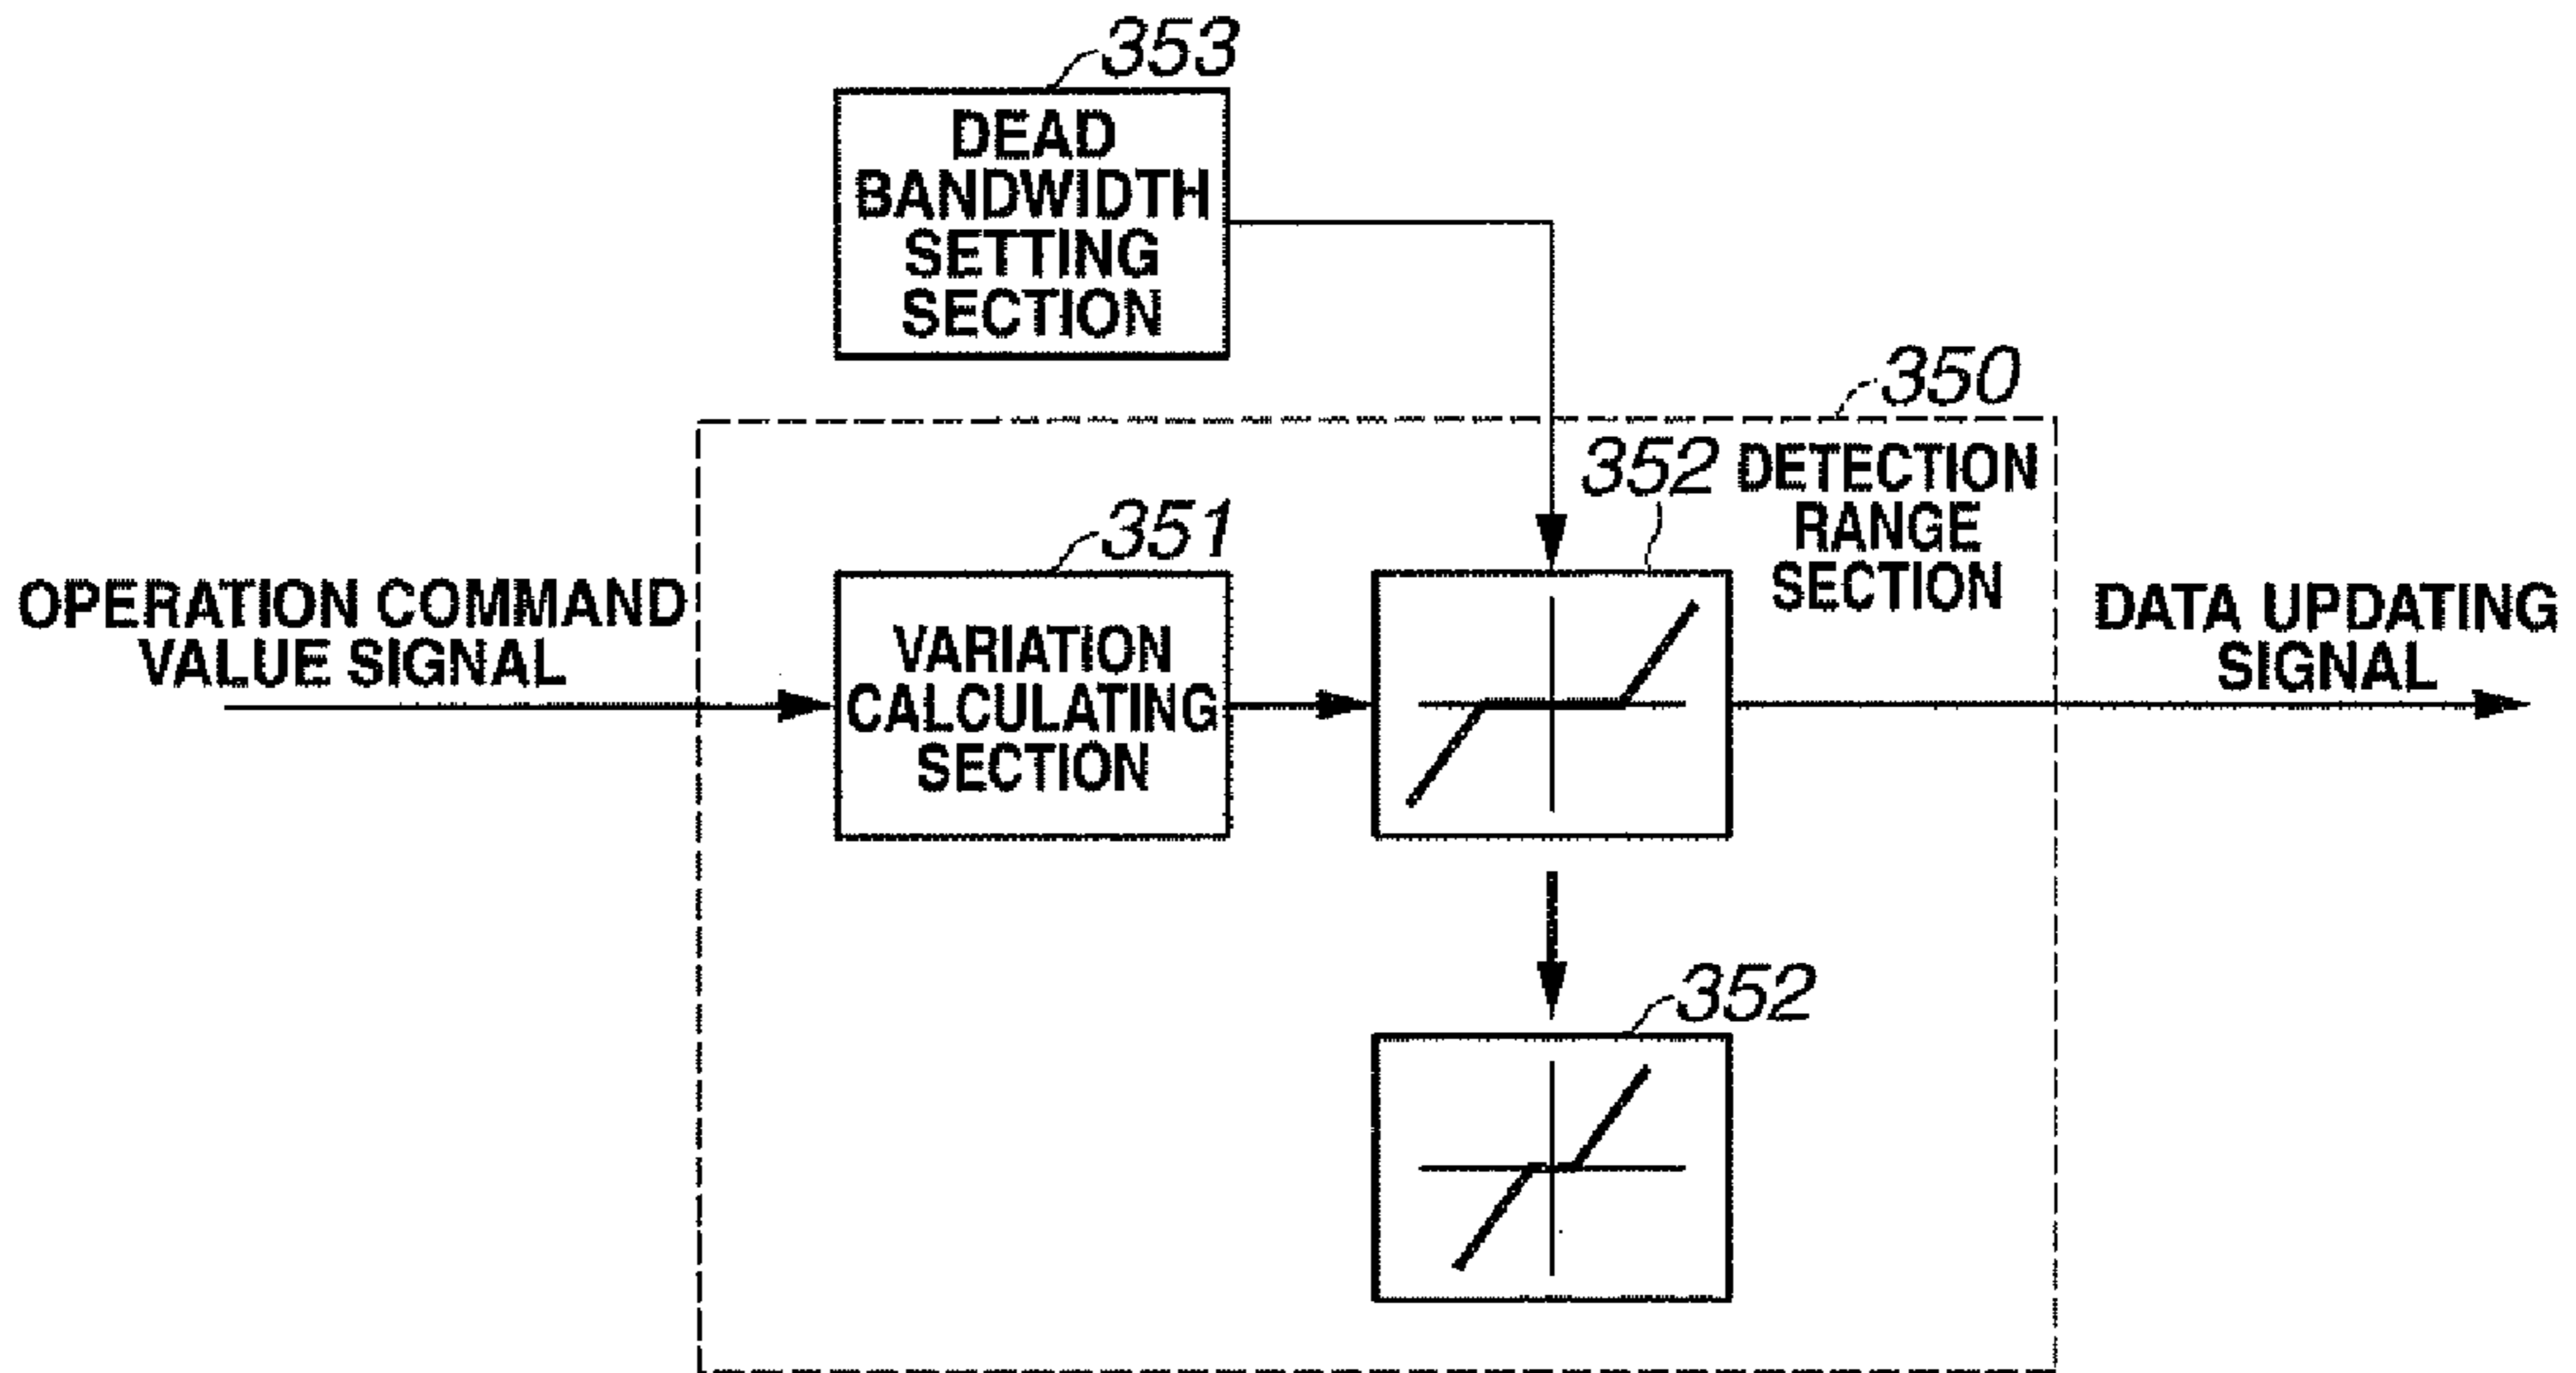 353
DEAD
BANDWIDTH
SETTING
SECTION
350
352
DETECTION
RANGE
SECTION
351
OPERATION COMMAND
VALUE SIGNAL
VARIATION
CALCULATING
SECTION
DATA UPDATING
SIGNAL
352